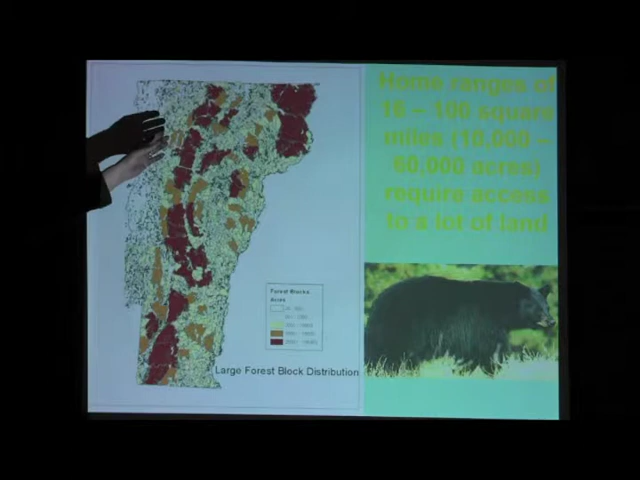 Home ranges of
16 – 100 square
miles (10,000 –
60,000 acres)
require access
to a lot of land
Forest Blocks
Acres
Large Forest Block Distribution